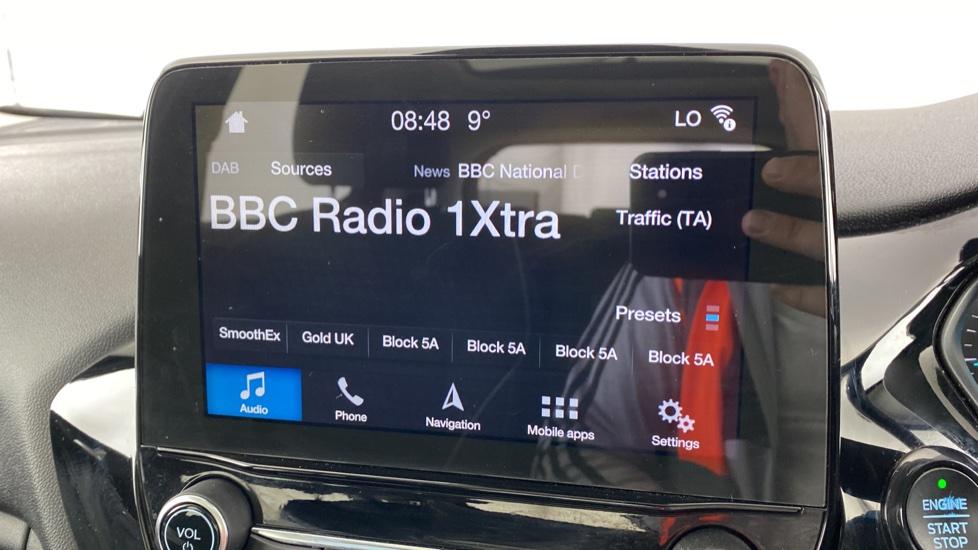 08:48 9° LO
DAB Sources News BBC National D Stations
BBC Radio 1Xtra Traffic (TA)
Presets
SmoothEx Gold UK Block 5A Block 5A Block 5A Block 5A
Audio Phone Navigation Mobile apps Settings
VOL
ENGINE
START
STOP